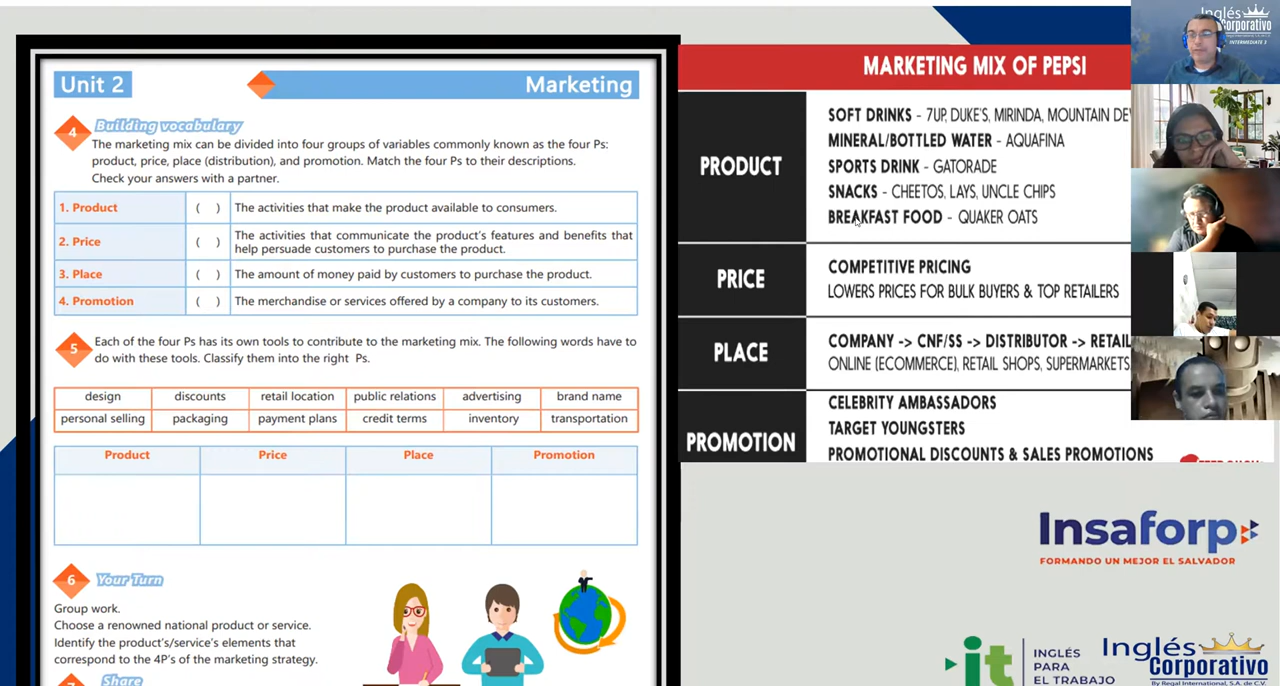 Unit 2
Marketing
4
Building vocabulary
The marketing mix can be divided into four groups of variables commonly known as the four Ps:
product, price, place (distribution), and promotion. Match the four Ps to their descriptions.
Check your answers with a partner.
1. Product ( ) The activities that make the product available to consumers.
2. Price ( ) The activities that communicate the product's features and benefits that
help persuade customers to purchase the product.
3. Place ( ) The amount of money paid by customers to purchase the product.
4. Promotion ( ) The merchandise or services offered by a company to its customers.
5
Each of the four Ps has its own tools to contribute to the marketing mix. The following words have to
do with these tools. Classify them into the right Ps.
design discounts retail location public relations advertising brand name
personal selling packaging payment plans credit terms inventory transportation
Product Price Place Promotion
6
Your Turn
Group work.
Choose a renowned national product or service.
Identify the product's/service's elements that
correspond to the 4P's of the marketing strategy.
Share
MARKETING MIX OF PEPSI
PRODUCT
SOFT DRINKS - 7UP, DUKE'S, MIRINDA, MOUNTAIN DE
MINERAL/BOTTLED WATER - AQUAFINA
SPORTS DRINK - GATORADE
SNACKS - CHEETOS, LAYS, UNCLE CHIPS
BREAKFAST FOOD - QUAKER OATS
PRICE
COMPETITIVE PRICING
LOWERS PRICES FOR BULK BUYERS & TOP RETAILERS
PLACE
COMPANY -> CNF/SS -> DISTRIBUTOR -> RETAIL
ONLINE (ECOMMERCE), RETAIL SHOPS, SUPERMARKETS
PROMOTION
CELEBRITY AMBASSADORS
TARGET YOUNGSTERS
PROMOTIONAL DISCOUNTS & SALES PROMOTIONS
Inglés
Corporativo
INTERMEDIATE 3
Insaforp
FORMANDO UN MEJOR EL SALVADOR
it
INGLÉS
PARA
EL TRABAJO
Inglés
Corporativo
By Regal International, S.A. de C.V.